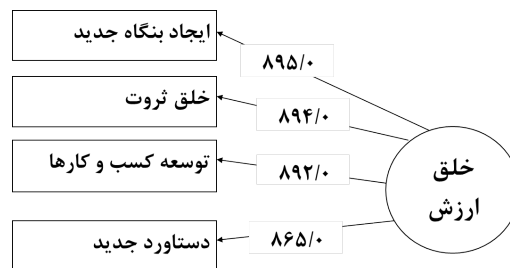 ایجاد بنگاه جدید
۸۹۵/۰
خلق ثروت
۸۹۴/۰
توسعه کسب و کارها
۸۹۲/۰
خلق
ارزش
دستاورد جدید
۸۶۵/۰